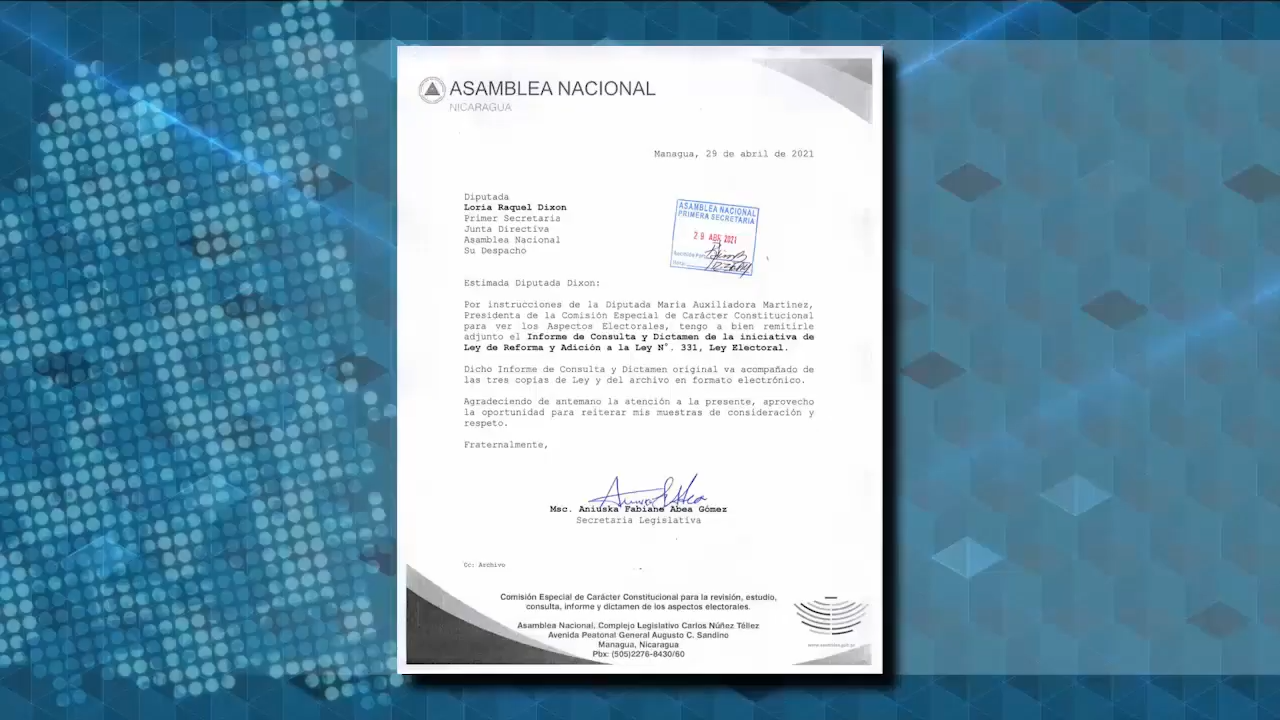 ASAMBLEA NACIONAL
NICARAGUA
Managua, 29 de abril de 2021
Diputada
Loria Raquel Dixon
Primer Secretaria
Junta Directiva
Asamblea Nacional
Su Despacho
ASAMBLEA NACIONAL
PRIMERA SECRETARIA
29 ABR 2021
Estimada Diputada Dixon:
Por instrucciones de la Diputada María Auxiliadora Martínez,
Presidenta de la Comisión Especial de Carácter Constitucional
para ver los Aspectos Electorales, tengo a bien remitirle
adjunto el Informe de Consulta y Dictamen de la iniciativa de
Ley de Reforma y Adición a la Ley N°. 331, Ley Electoral.
Dicho Informe de Consulta y Dictamen original va acompañado de
las tres copias de Ley y del archivo en formato electrónico.
Agradeciendo de antemano la atención a la presente, aprovecho
la oportunidad para reiterar mis muestras de consideración y
respeto.
Fraternalmente,
Msc. Aniuska Fabiane Abea Gómez
Secretaria Legislativa
Cc: Archivo
Comisión Especial de Carácter Constitucional para la revisión, estudio,
consulta, informe y dictamen de los aspectos electorales.
Asamblea Nacional, Complejo Legislativo Carlos Núñez Téllez
Avenida Peatonal General Augusto C. Sandino
Managua, Nicaragua
Pbx: (505)2276-8430/60
www.asamblea.gob.ni